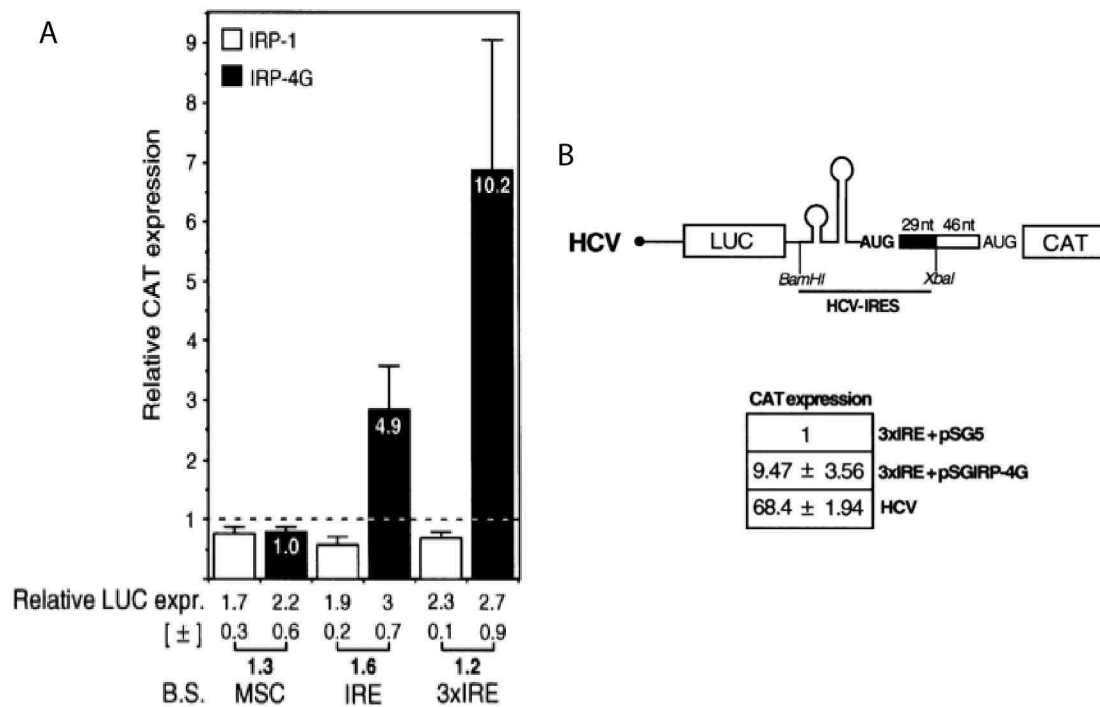 A
Relative CAT expression
9
8
7
6
5
4
3
2
1
IRP-1
IRP-4G
1.0
4.9
10.2
Relative LUC expr. 1.7 2.2 1.9 3 2.3 2.7
[±] 0.3 0.6 0.2 0.7 0.1 0.9
1.3 1.6 1.2
B.S. MSC IRE 3xIRE
B
HCV LUC AUG 29nt 46nt AUG CAT
BamHI XbaI
HCV-IRES
CAT expression
1 3xIRE+pSG5
9.47 ± 3.56 3xIRE+pSGIRP-4G
68.4 ± 1.94 HCV